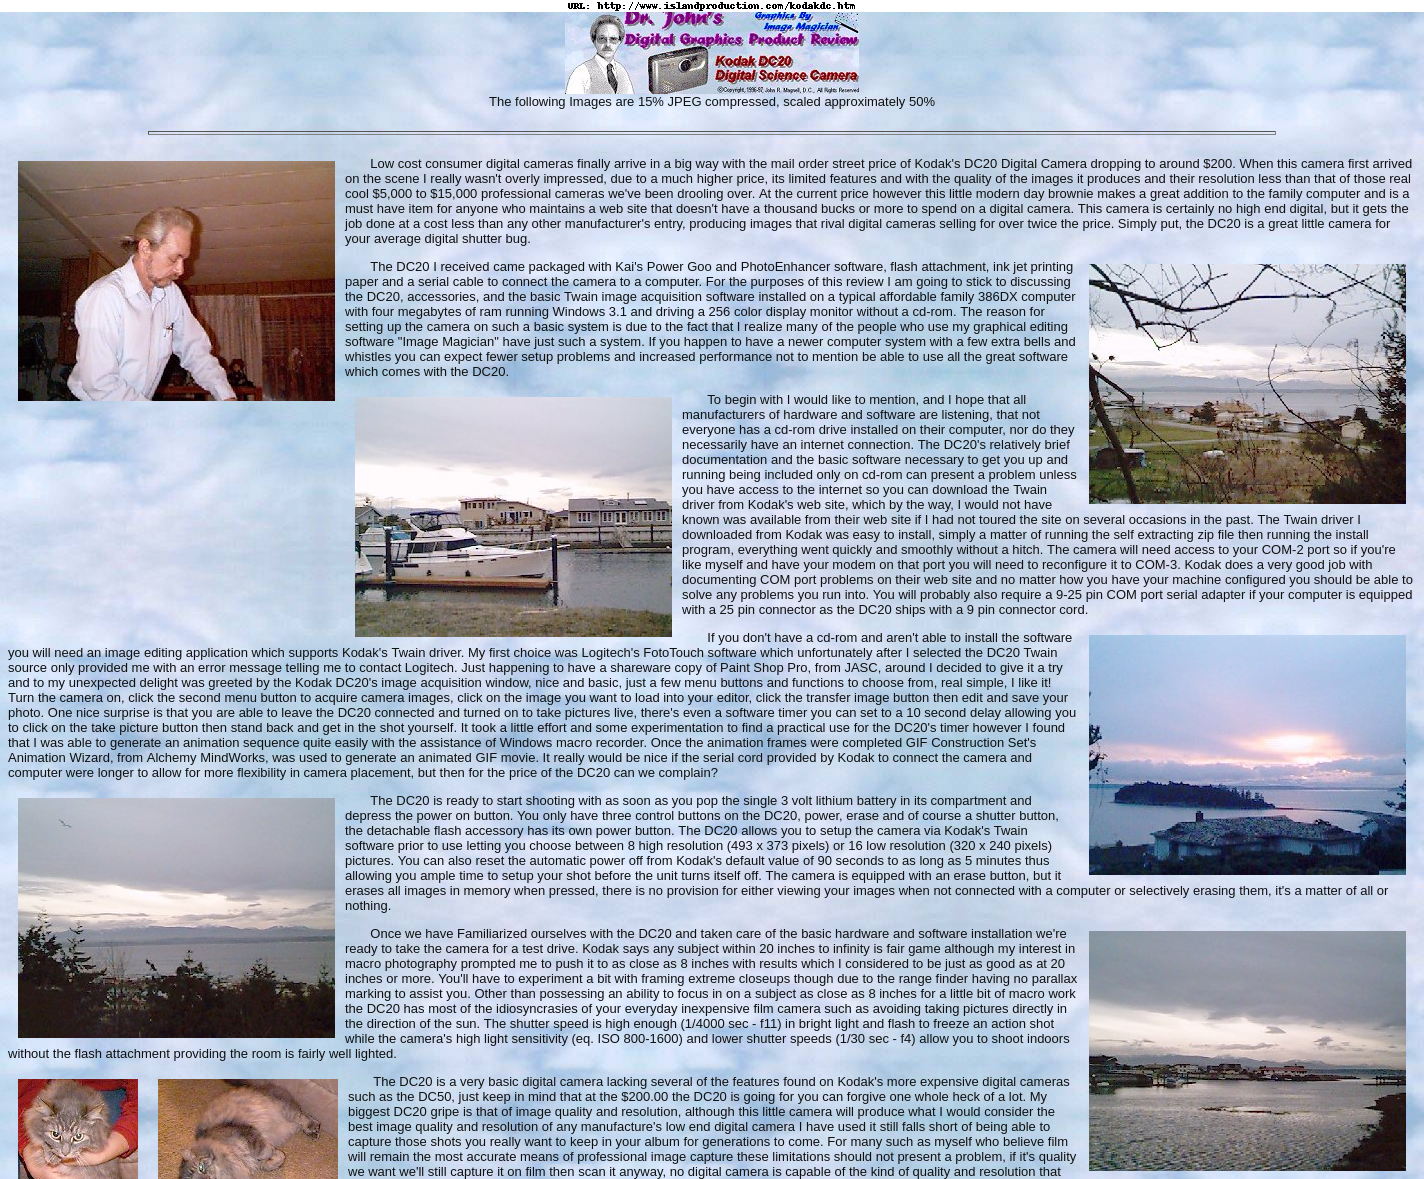 URL: http://www.islandproduction.com/kodakdc.htm
Dr. John's
Graphics By
Image Magician
Digital Graphics Product Review
Kodak DC20
Digital Science Camera
©Copyright, 1996-97, John R. Magnell, D.C., All Rights Reserved
The following Images are 15% JPEG compressed, scaled approximately 50%
Low cost consumer digital cameras finally arrive in a big way with the mail order street price of Kodak's DC20 Digital Camera dropping to around $200. When this camera first arrived
on the scene I really wasn't overly impressed, due to a much higher price, its limited features and with the quality of the images it produces and their resolution less than that of those real
cool $5,000 to $15,000 professional cameras we've been drooling over. At the current price however this little modern day brownie makes a great addition to the family computer and is a
must have item for anyone who maintains a web site that doesn't have a thousand bucks or more to spend on a digital camera. This camera is certainly no high end digital, but it gets the
job done at a cost less than any other manufacturer's entry, producing images that rival digital cameras selling for over twice the price. Simply put, the DC20 is a great little camera for
your average digital shutter bug.
The DC20 I received came packaged with Kai's Power Goo and PhotoEnhancer software, flash attachment, ink jet printing
paper and a serial cable to connect the camera to a computer. For the purposes of this review I am going to stick to discussing
the DC20, accessories, and the basic Twain image acquisition software installed on a typical affordable family 386DX computer
with four megabytes of ram running Windows 3.1 and driving a 256 color display monitor without a cd-rom. The reason for
setting up the camera on such a basic system is due to the fact that I realize many of the people who use my graphical editing
software "Image Magician" have just such a system. If you happen to have a newer computer system with a few extra bells and
whistles you can expect fewer setup problems and increased performance not to mention be able to use all the great software
which comes with the DC20.
To begin with I would like to mention, and I hope that all
manufacturers of hardware and software are listening, that not
everyone has a cd-rom drive installed on their computer, nor do they
necessarily have an internet connection. The DC20's relatively brief
documentation and the basic software necessary to get you up and
running being included only on cd-rom can present a problem unless
you have access to the internet so you can download the Twain
driver from Kodak's web site, which by the way, I would not have
known was available from their web site if I had not toured the site on several occasions in the past. The Twain driver I
downloaded from Kodak was easy to install, simply a matter of running the self extracting zip file then running the install
program, everything went quickly and smoothly without a hitch. The camera will need access to your COM-2 port so if you're
like myself and have your modem on that port you will need to reconfigure it to COM-3. Kodak does a very good job with
documenting COM port problems on their web site and no matter how you have your machine configured you should be able to
solve any problems you run into. You will probably also require a 9-25 pin COM port serial adapter if your computer is equipped
with a 25 pin connector as the DC20 ships with a 9 pin connector cord.
If you don't have a cd-rom and aren't able to install the software
you will need an image editing application which supports Kodak's Twain driver. My first choice was Logitech's FotoTouch software which unfortunately after I selected the DC20 Twain
source only provided me with an error message telling me to contact Logitech. Just happening to have a shareware copy of Paint Shop Pro, from JASC, around I decided to give it a try
and to my unexpected delight was greeted by the Kodak DC20's image acquisition window, nice and basic, just a few menu buttons and functions to choose from, real simple, I like it!
Turn the camera on, click the second menu button to acquire camera images, click on the image you want to load into your editor, click the transfer image button then edit and save your
photo. One nice surprise is that you are able to leave the DC20 connected and turned on to take pictures live, there's even a software timer you can set to a 10 second delay allowing you
to click on the take picture button then stand back and get in the shot yourself. It took a little effort and some experimentation to find a practical use for the DC20's timer however I found
that I was able to generate an animation sequence quite easily with the assistance of Windows macro recorder. Once the animation frames were completed GIF Construction Set's
Animation Wizard, from Alchemy MindWorks, was used to generate an animated GIF movie. It really would be nice if the serial cord provided by Kodak to connect the camera and
computer were longer to allow for more flexibility in camera placement, but then for the price of the DC20 can we complain?
The DC20 is ready to start shooting with as soon as you pop the single 3 volt lithium battery in its compartment and
depress the power on button. You only have three control buttons on the DC20, power, erase and of course a shutter button,
the detachable flash accessory has its own power button. The DC20 allows you to setup the camera via Kodak's Twain
software prior to use letting you choose between 8 high resolution (493 x 373 pixels) or 16 low resolution (320 x 240 pixels)
pictures. You can also reset the automatic power off from Kodak's default value of 90 seconds to as long as 5 minutes thus
allowing you ample time to setup your shot before the unit turns itself off. The camera is equipped with an erase button, but it
erases all images in memory when pressed, there is no provision for either viewing your images when not connected with a computer or selectively erasing them, it's a matter of all or
nothing.
Once we have Familiarized ourselves with the DC20 and taken care of the basic hardware and software installation we're
ready to take the camera for a test drive. Kodak says any subject within 20 inches to infinity is fair game although my interest in
macro photography prompted me to push it to as close as 8 inches with results which I considered to be just as good as at 20
inches or more. You'll have to experiment a bit with framing extreme closeups though due to the range finder having no parallax
marking to assist you. Other than possessing an ability to focus in on a subject as close as 8 inches for a little bit of macro work
the DC20 has most of the idiosyncrasies of your everyday inexpensive film camera such as avoiding taking pictures directly in
the direction of the sun. The shutter speed is high enough (1/4000 sec - f11) in bright light and flash to freeze an action shot
while the camera's high light sensitivity (eq. ISO 800-1600) and lower shutter speeds (1/30 sec - f4) allow you to shoot indoors
without the flash attachment providing the room is fairly well lighted.
The DC20 is a very basic digital camera lacking several of the features found on Kodak's more expensive digital cameras
such as the DC50, just keep in mind that at the $200.00 the DC20 is going for you can forgive one whole heck of a lot. My
biggest DC20 gripe is that of image quality and resolution, although this little camera will produce what I would consider the
best image quality and resolution of any manufacture's low end digital camera I have used it still falls short of being able to
capture those shots you really want to keep in your album for generations to come. For many such as myself who believe film
will remain the most accurate means of professional image capture these limitations should not present a problem, if it's quality
we want we'll still capture it on film then scan it anyway, no digital camera is capable of the kind of quality and resolution that